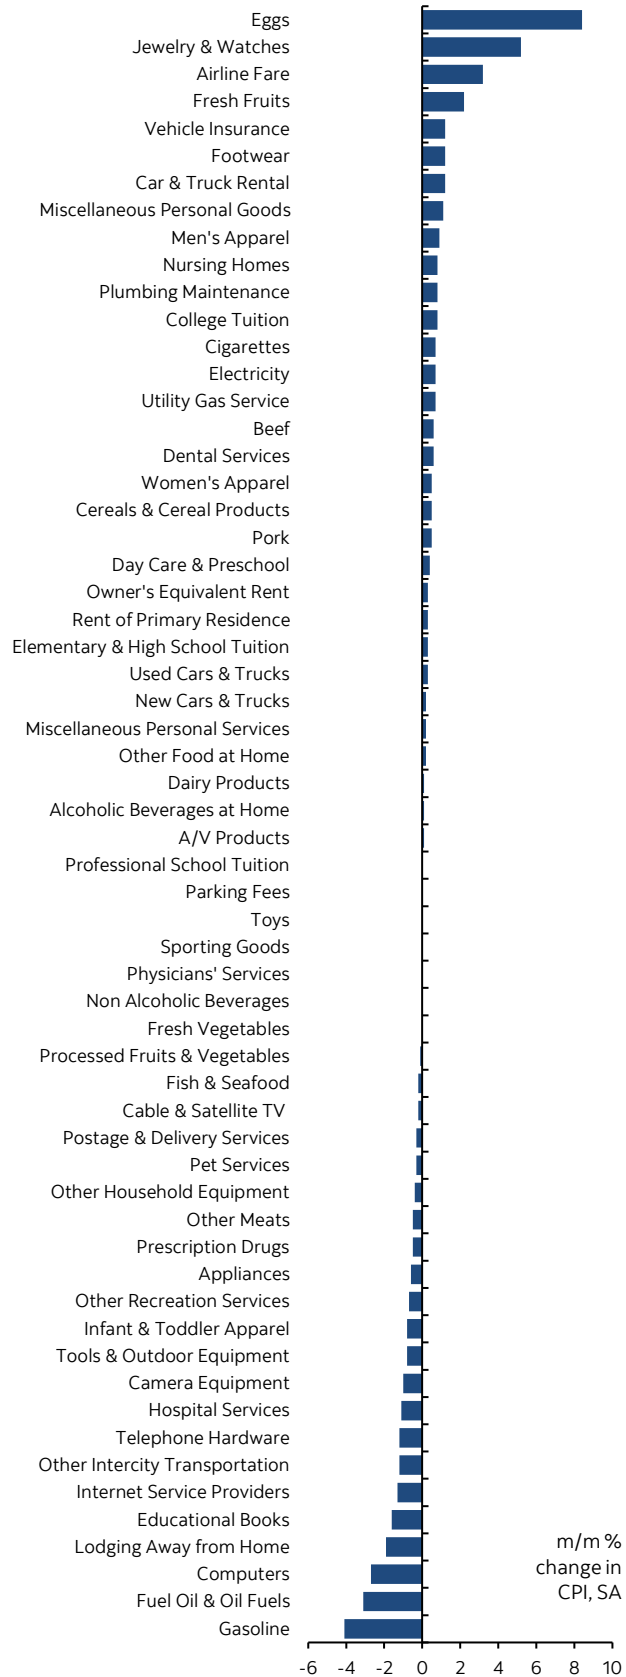 Eggs
Jewelry & Watches
Airline Fare
Fresh Fruits
Vehicle Insurance
Footwear
Car & Truck Rental
Miscellaneous Personal Goods
Men's Apparel
Nursing Homes
Plumbing Maintenance
College Tuition
Cigarettes
Electricity
Utility Gas Service
Beef
Dental Services
Women's Apparel
Cereals & Cereal Products
Pork
Day Care & Preschool
Owner's Equivalent Rent
Rent of Primary Residence
Elementary & High School Tuition
Used Cars & Trucks
New Cars & Trucks
Miscellaneous Personal Services
Other Food at Home
Dairy Products
Alcoholic Beverages at Home
A/V Products
Professional School Tuition
Parking Fees
Toys
Sporting Goods
Physicians' Services
Non Alcoholic Beverages
Fresh Vegetables
Processed Fruits & Vegetables
Fish & Seafood
Cable & Satellite TV
Postage & Delivery Services
Pet Services
Other Household Equipment
Other Meats
Prescription Drugs
Appliances
Other Recreation Services
Infant & Toddler Apparel
Tools & Outdoor Equipment
Camera Equipment
Hospital Services
Telephone Hardware
Other Intercity Transportation
Internet Service Providers
Educational Books
Lodging Away from Home
Computers
Fuel Oil & Oil Fuels
Gasoline
m/m %
change in
CPI, SA
-6 -4 -2 0 2 4 6 8 10